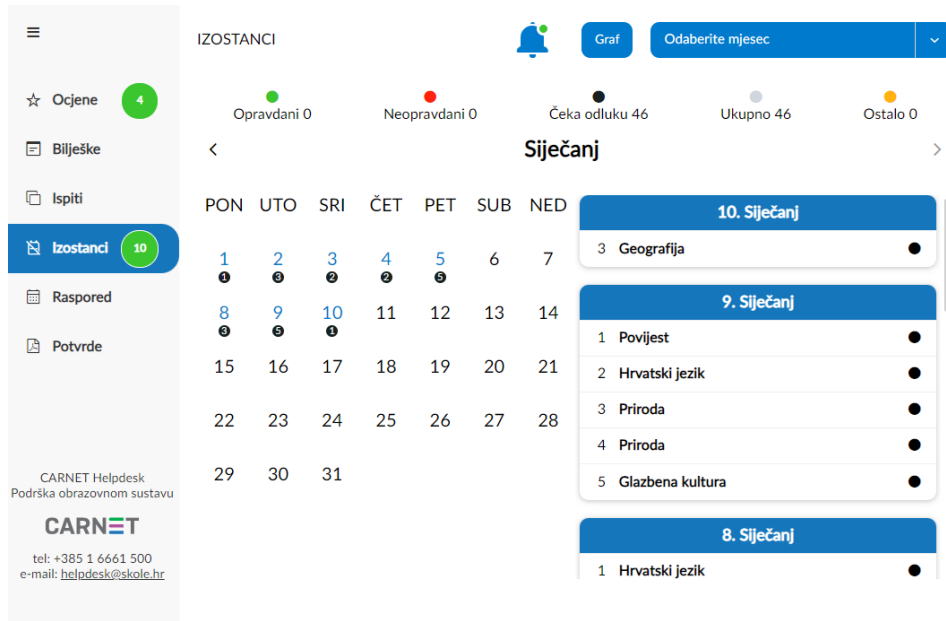 IZOSTANCI
Graf
Odaberite mjesec
Ocjene 4
Bilješke
Ispiti
Izostanci 10
Raspored
Potvrde
CARNET Helpdesk
Podrška obrazovnom sustavu
CARNET
tel: +385 1 6661 500
e-mail: helpdesk@skole.hr
Opravdani 0
Neopravdani 0
Čeka odluku 46
Ukupno 46
Ostalo 0
Siječanj
PON UTO SRI ČET PET SUB NED
1 2 3 4 5 6 7
1 3 2 2 5
8 9 10 11 12 13 14
3 5 1
15 16 17 18 19 20 21
22 23 24 25 26 27 28
29 30 31
10. Siječanj
3 Geografija
9. Siječanj
1 Povijest
2 Hrvatski jezik
3 Priroda
4 Priroda
5 Glazbena kultura
8. Siječanj
1 Hrvatski jezik